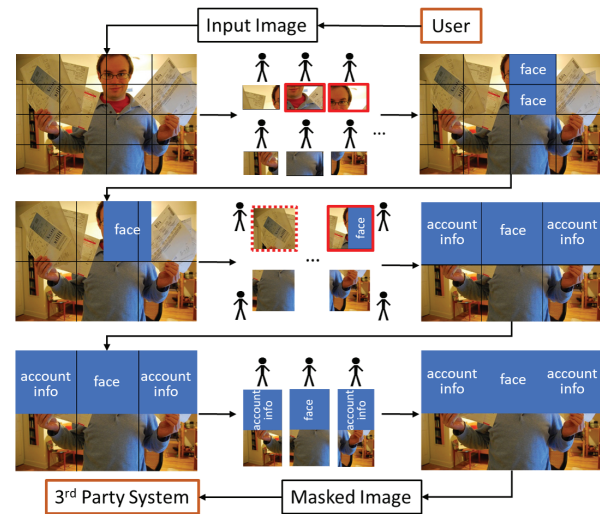 Input Image
User
face
face
...
face
face
...
account
info
face
account
info
account
info
face
account
info
account
info
face
account
info
account
info
face
account
info
3rd Party System
Masked Image